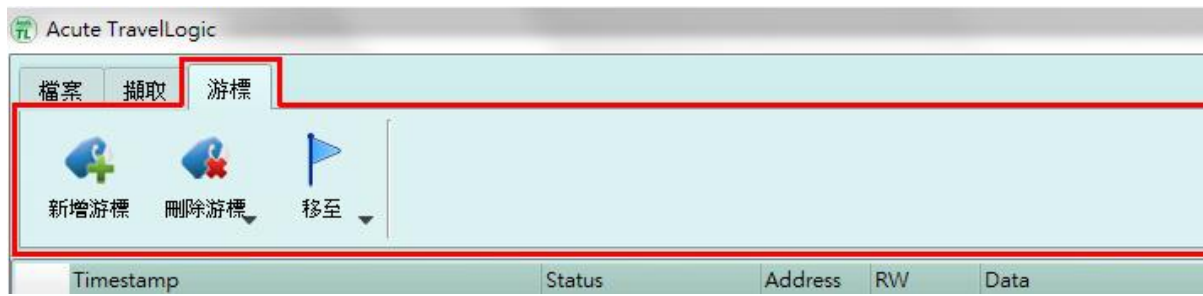 TL Acute TravelLogic
檔案 擷取 游標
新增游標 刪除游標 移至
Timestamp Status Address RW Data